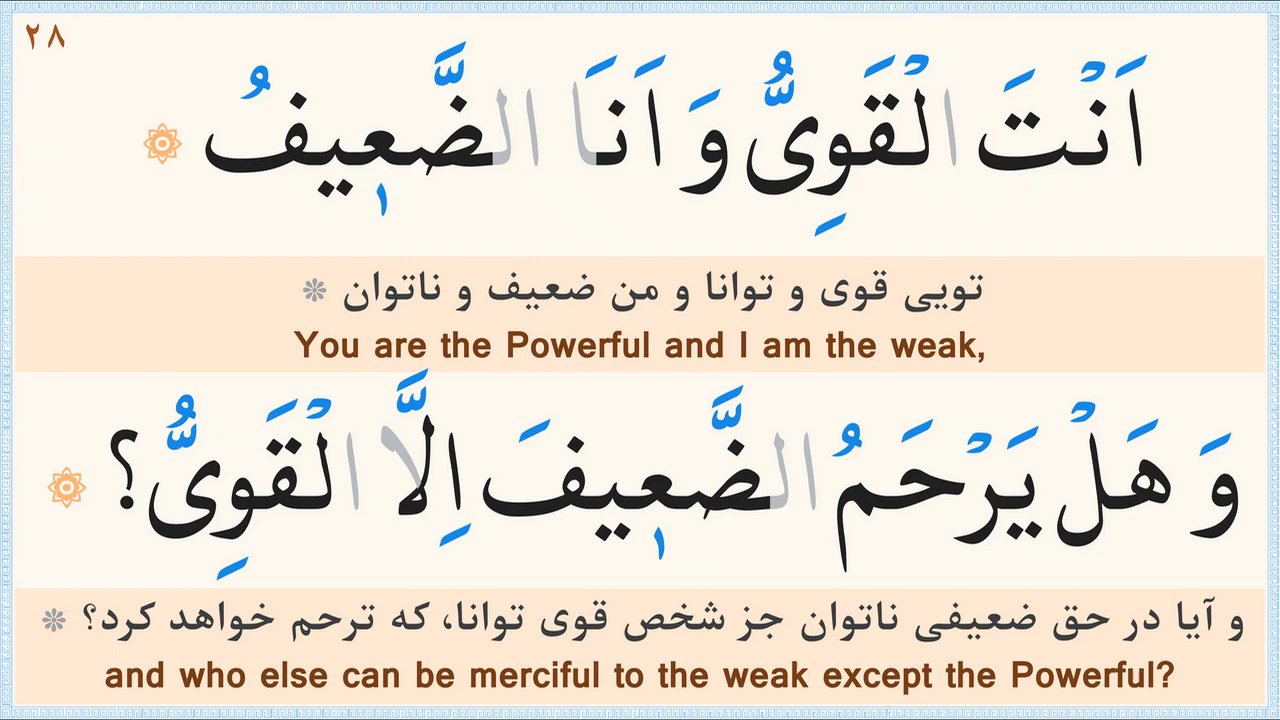 ۲۸
اَنْتَ الْقَوِىُّ وَ اَنَا الضَّعيفُ
تویی قوی و توانا و من ضعیف و ناتوان
You are the Powerful and I am the weak,
وَ هَلْ يَرْحَمُ الضَّعيفَ اِلَّا الْقَوِىُّ؟
و آیا در حق ضعیفی ناتوان جز شخص قوی توانا، که ترحم خواهد کرد؟
and who else can be merciful to the weak except the Powerful?